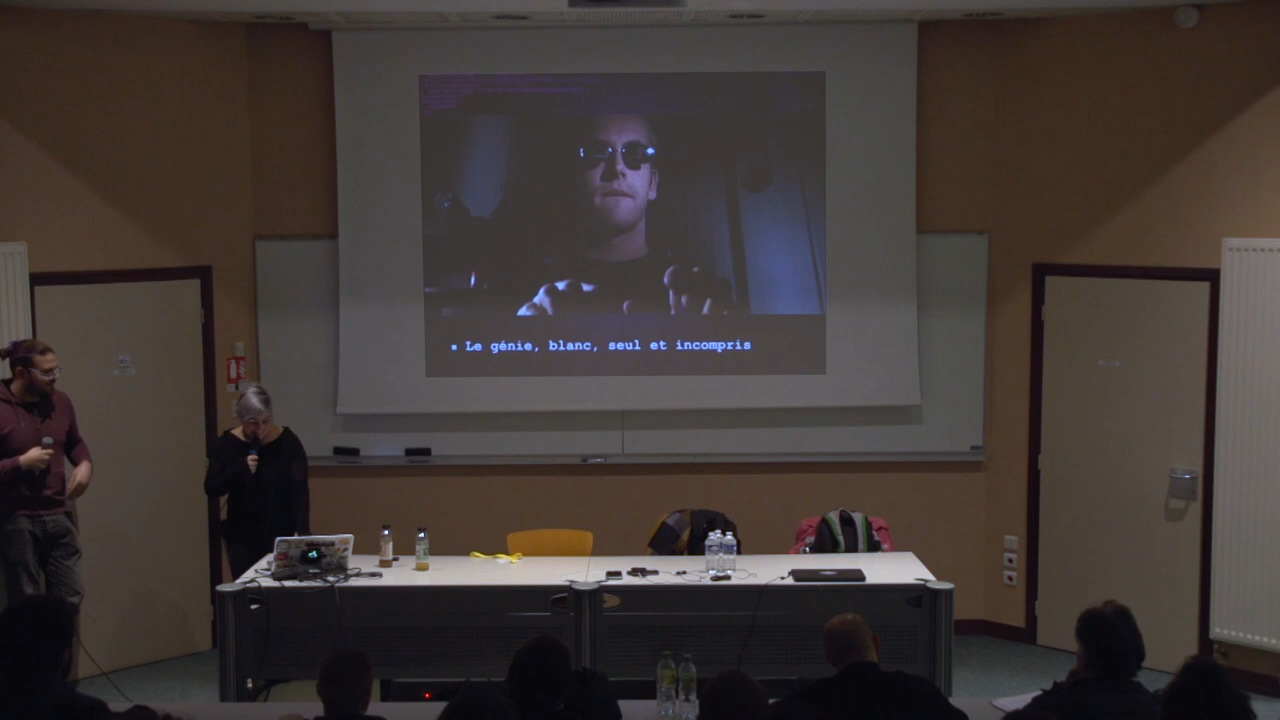 ▪ Le génie, blanc, seul et incompris